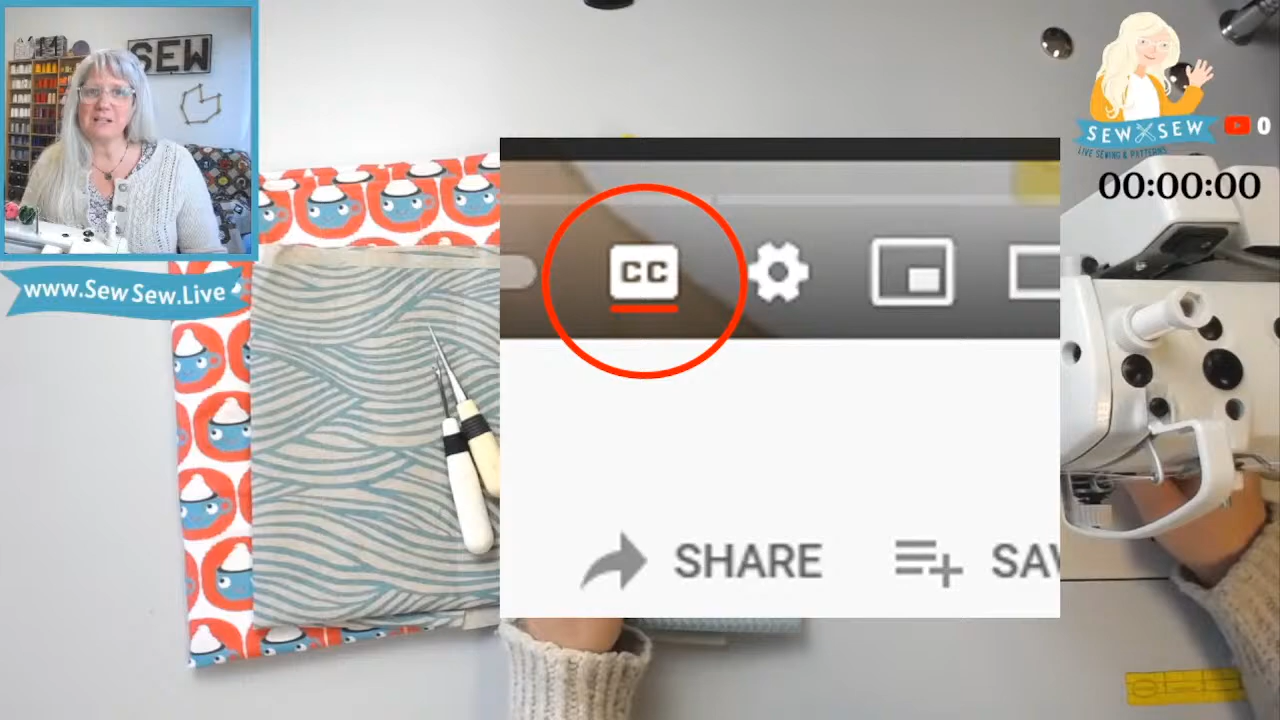 SEW
www.SewSew.Live
CC
SHARE
SAV
SEW SEW
LIVE SEWING & PATTERNS
0
00:00:00